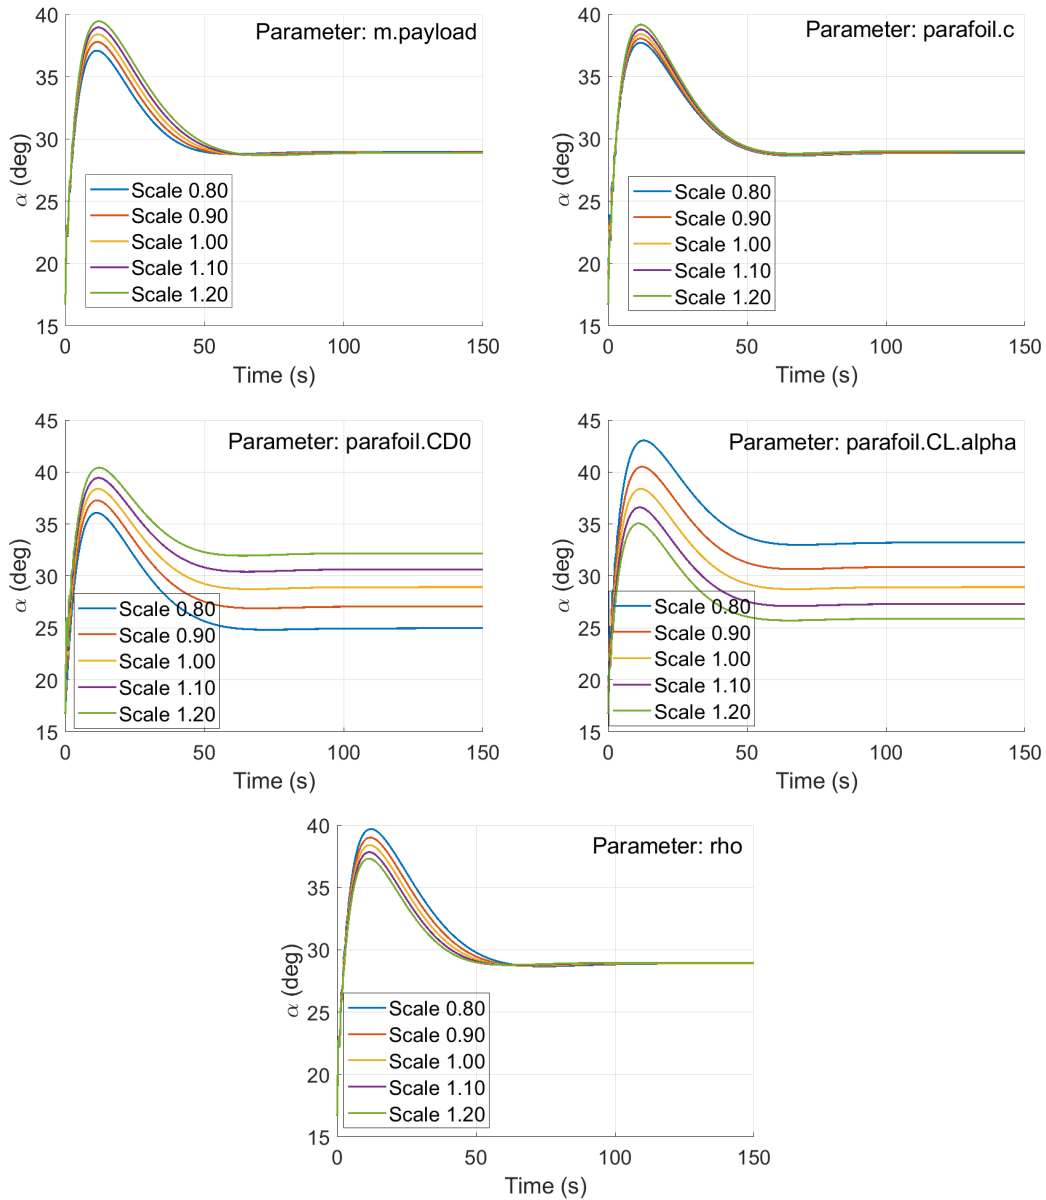 Parameter: m.payload
40
35
30
25
20
15
α (deg)
Scale 0.80
Scale 0.90
Scale 1.00
Scale 1.10
Scale 1.20
0 50 100 150
Time (s)
Parameter: parafoil.c
40
35
30
25
20
15
α (deg)
Scale 0.80
Scale 0.90
Scale 1.00
Scale 1.10
Scale 1.20
0 50 100 150
Time (s)
Parameter: parafoil.CD0
45
40
35
30
25
20
15
α (deg)
Scale 0.80
Scale 0.90
Scale 1.00
Scale 1.10
Scale 1.20
0 50 100 150
Time (s)
Parameter: parafoil.CL.alpha
45
40
35
30
25
20
15
α (deg)
Scale 0.80
Scale 0.90
Scale 1.00
Scale 1.10
Scale 1.20
0 50 100 150
Time (s)
Parameter: rho
40
35
30
25
20
15
α (deg)
Scale 0.80
Scale 0.90
Scale 1.00
Scale 1.10
Scale 1.20
0 50 100 150
Time (s)